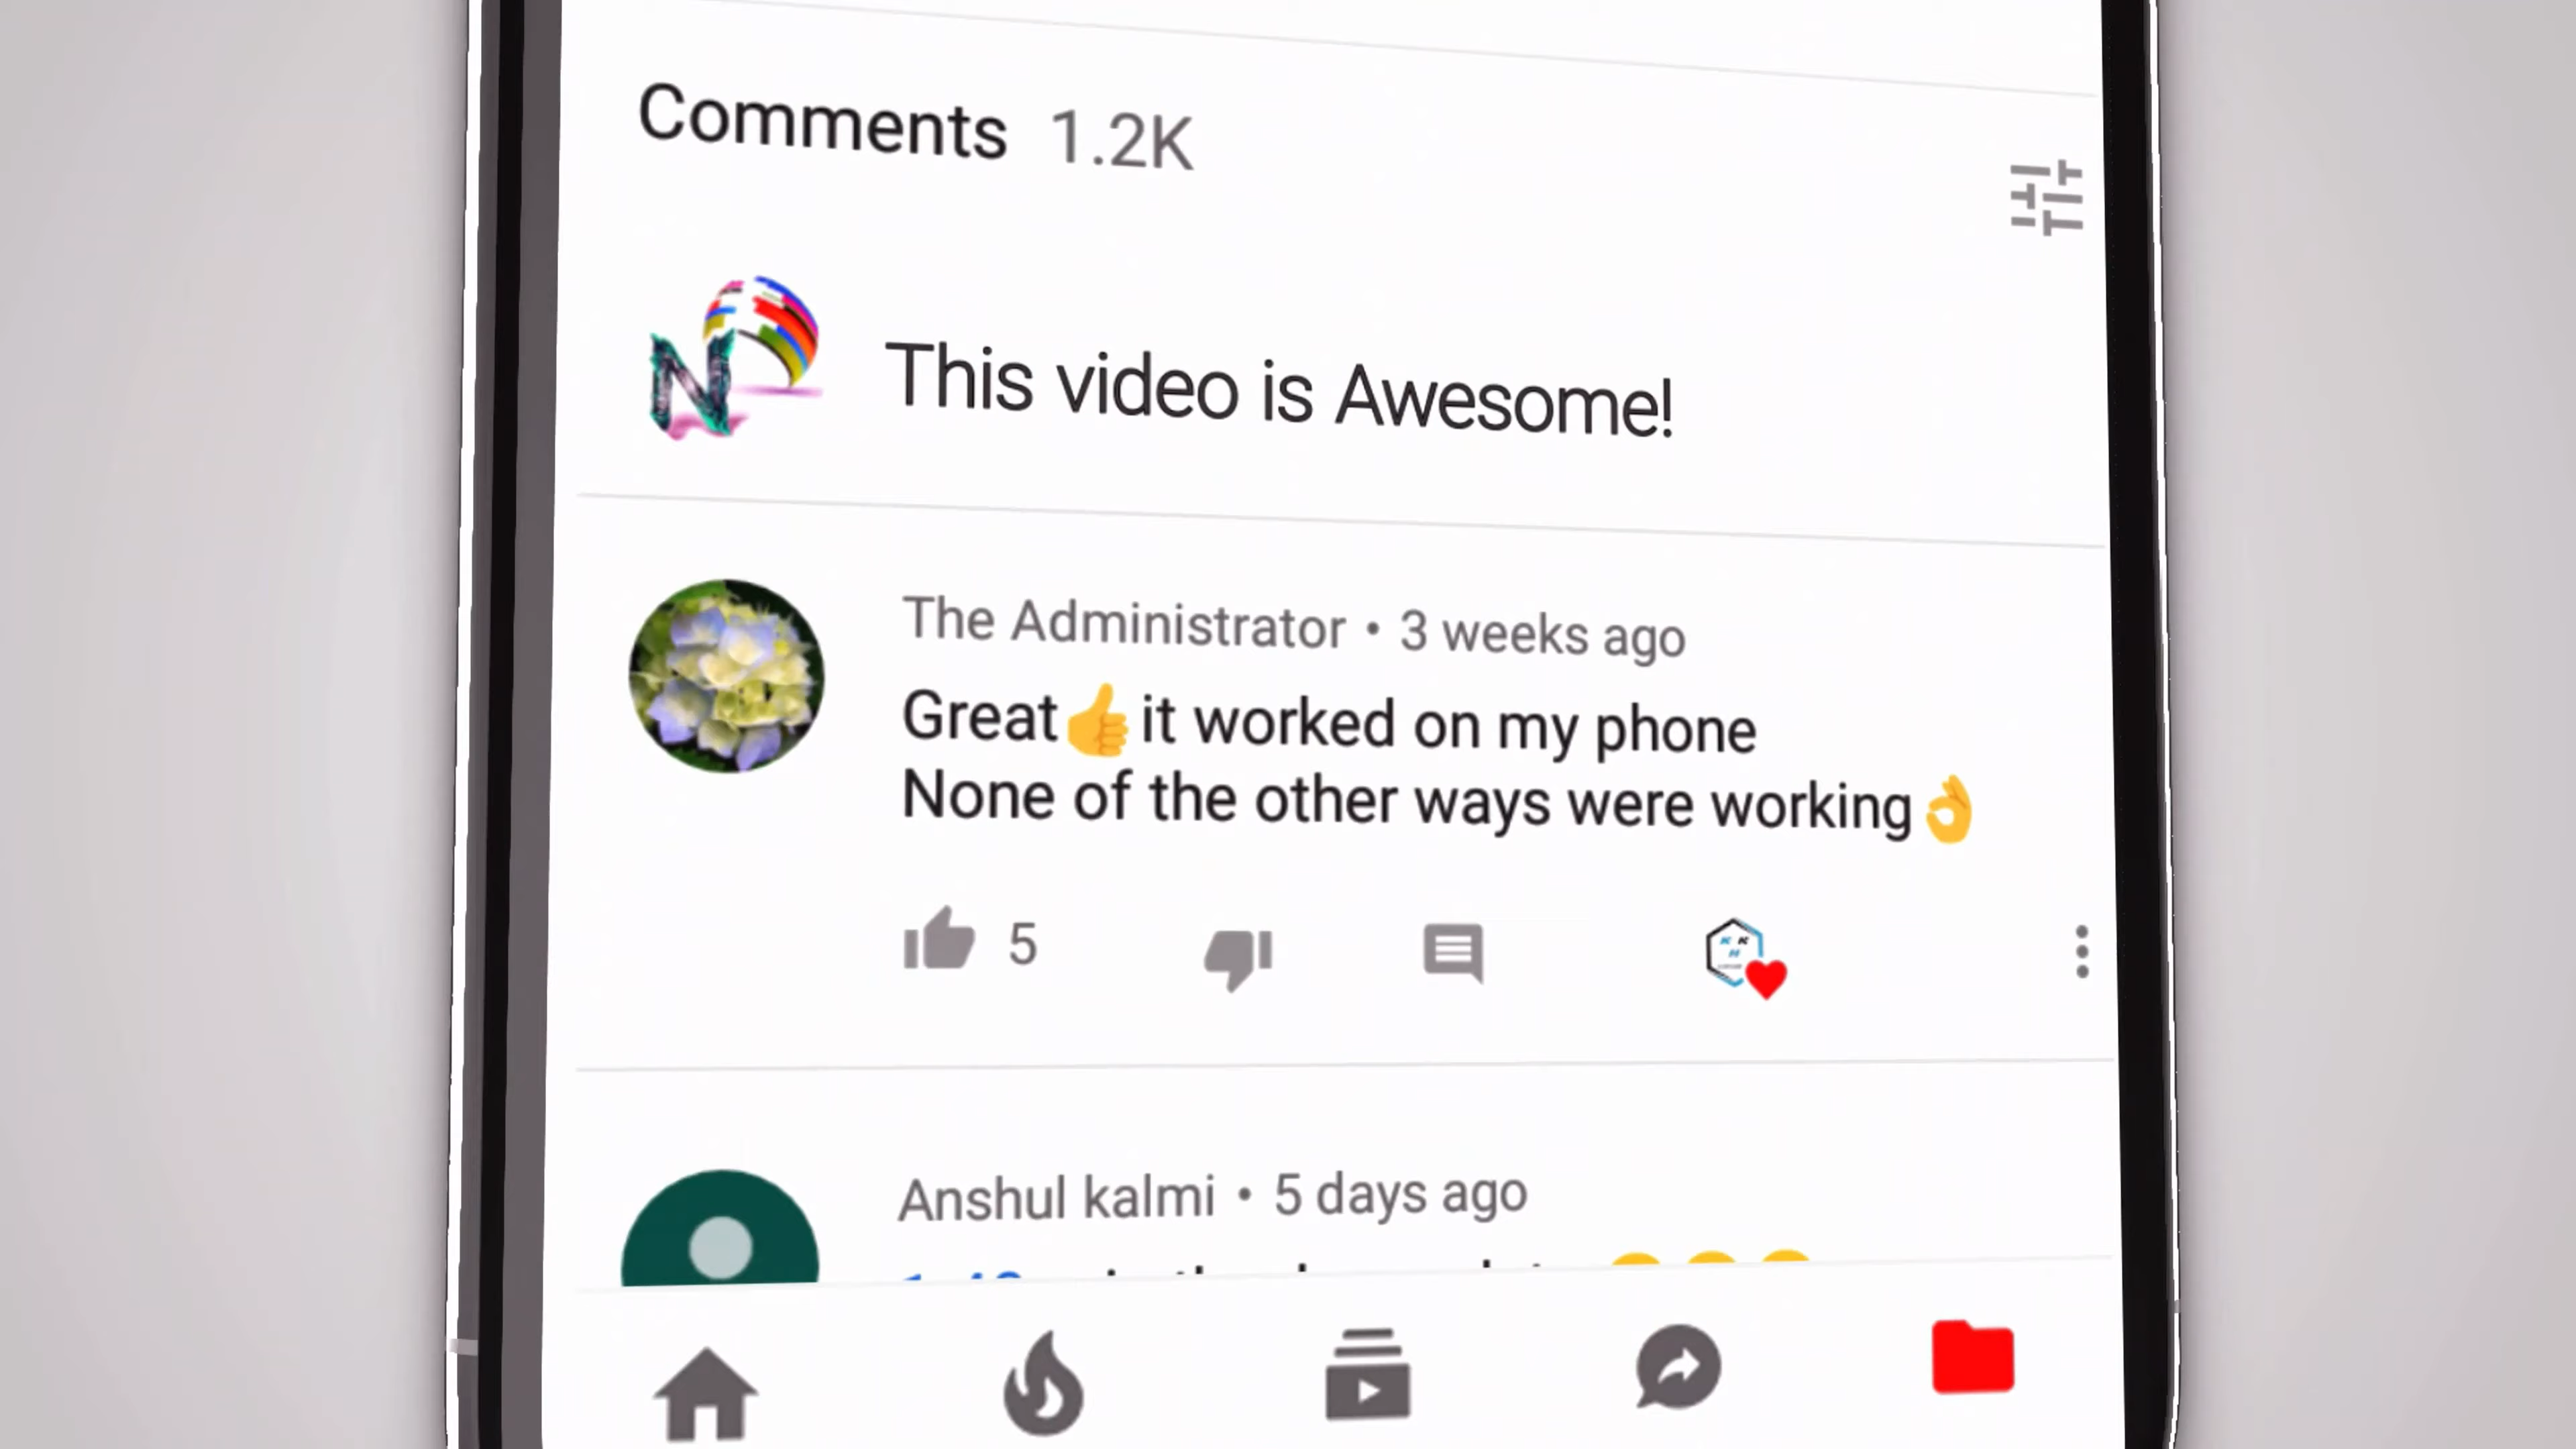 Comments 1.2K
This video is Awesome!
The Administrator • 3 weeks ago
Great👍it worked on my phone
None of the other ways were working👌
5
Anshul kalmi • 5 days ago